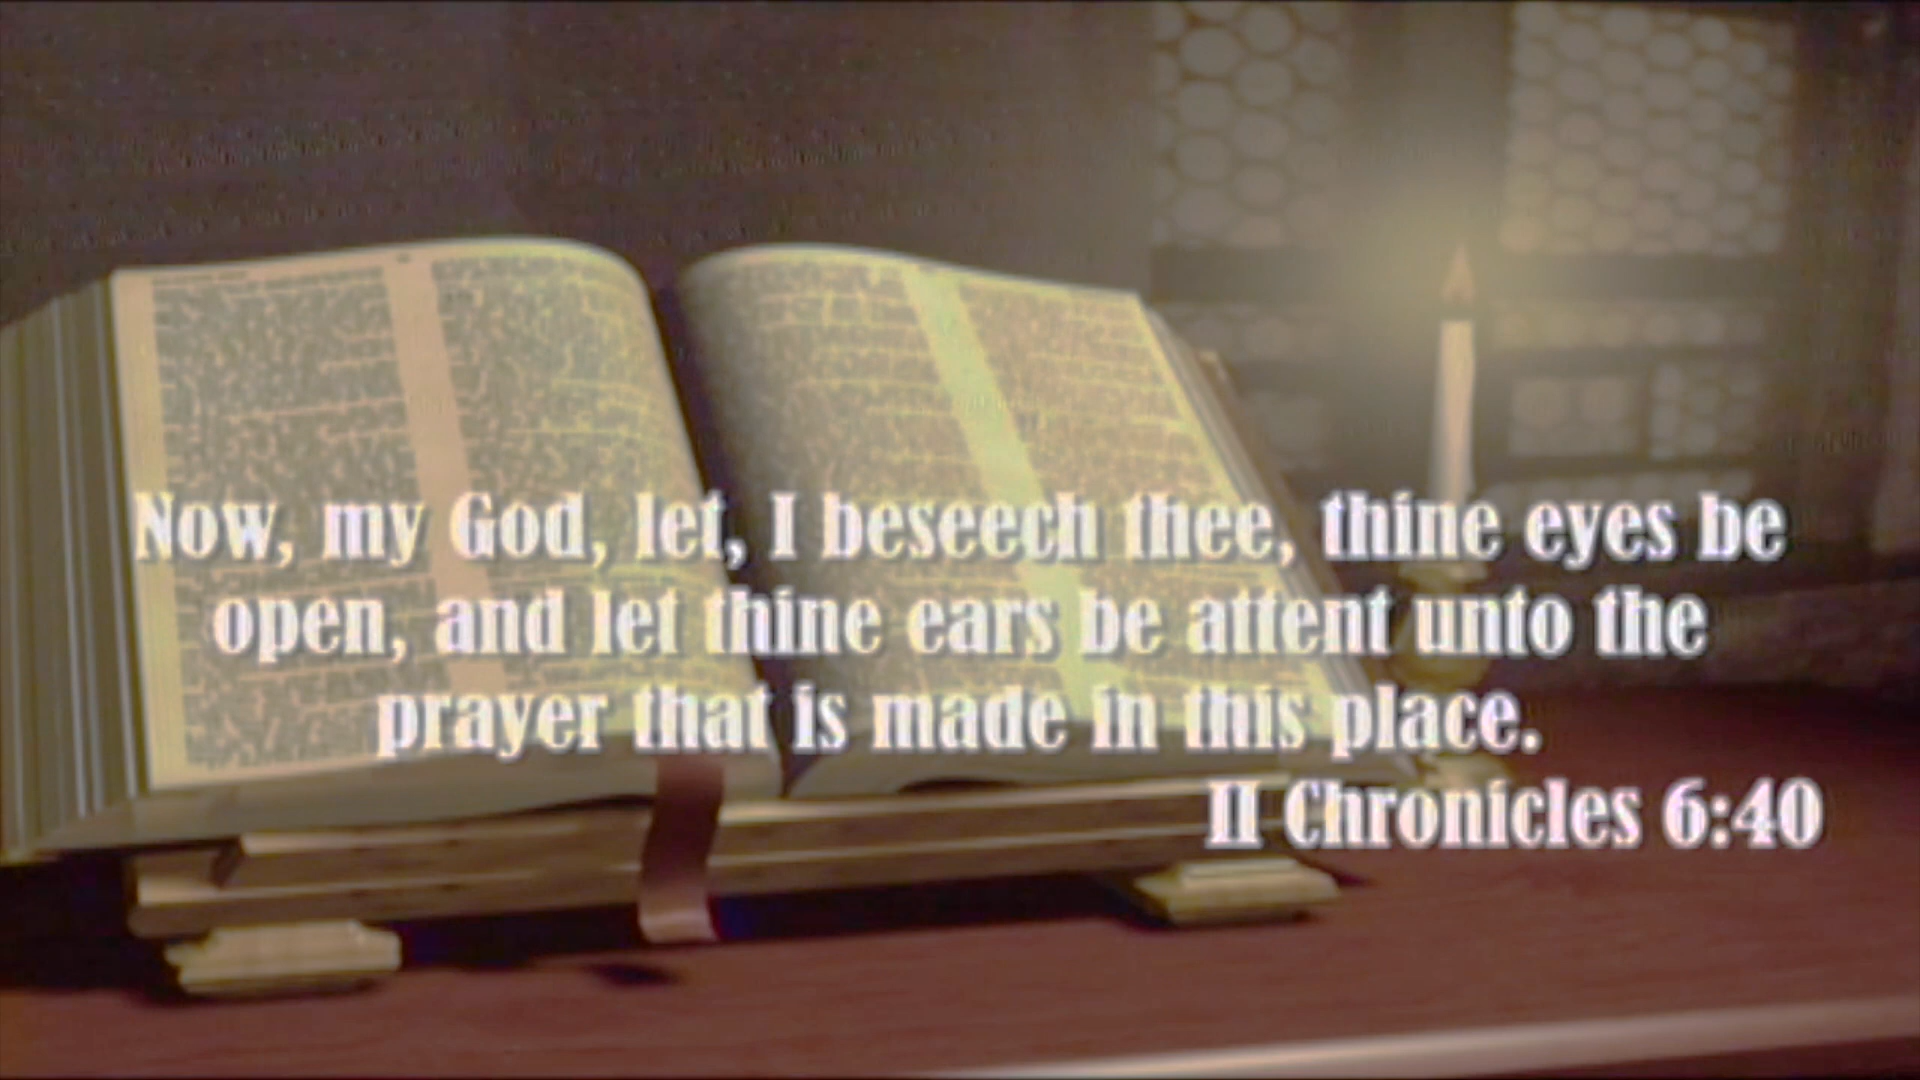 Now, my God, let, I beseech thee, thine eyes be
open, and let thine ears be attent unto the
prayer that is made in this place.
II Chronicles 6:40